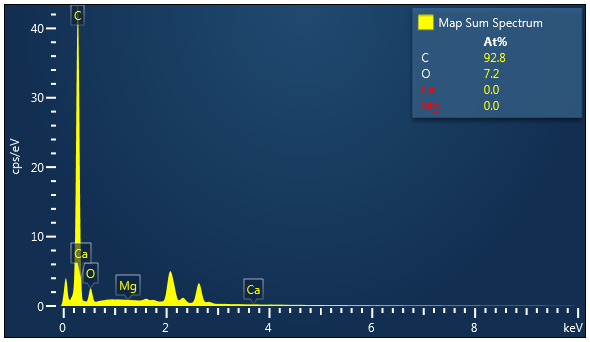 Map Sum Spectrum
At%
C 92.8
O 7.2
Ca 0.0
Mg 0.0
cps/eV
40
30
20
10
0
C
Ca
O
Mg
Ca
0 2 4 6 8 keV